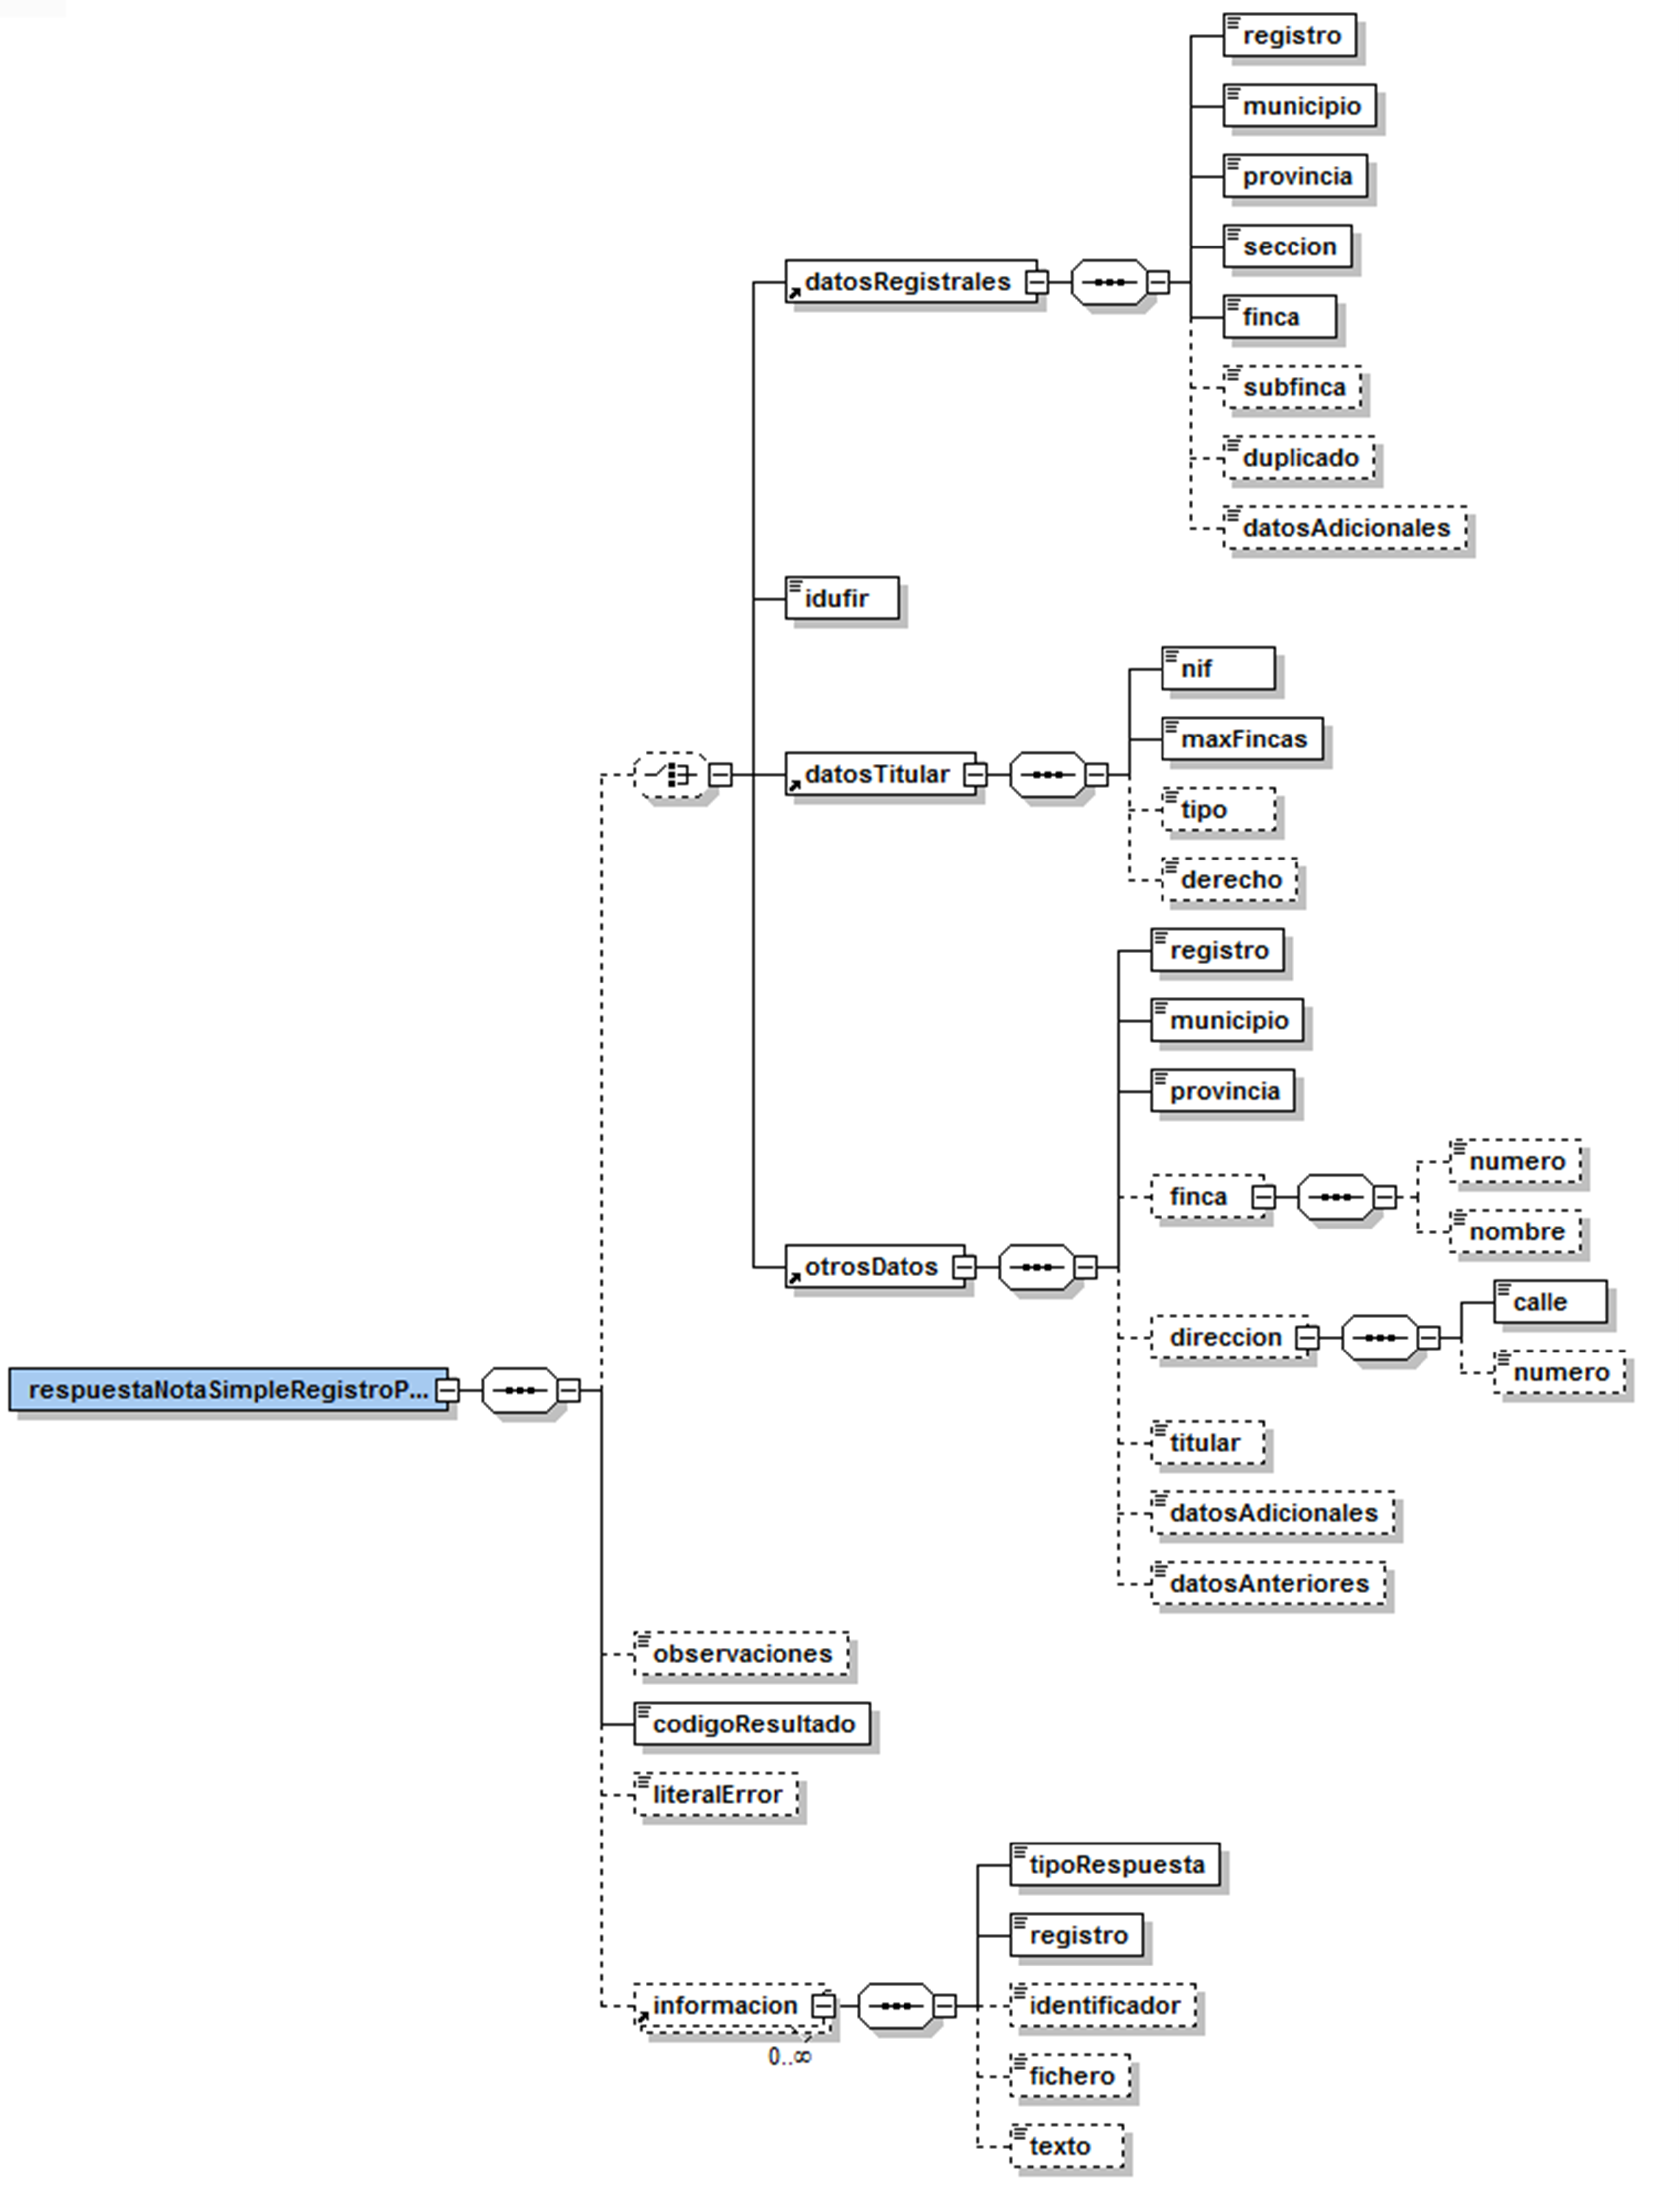 registro
municipio
provincia
seccion
datosRegistrales
finca
subfinca
duplicado
datosAdicionales
idufir
nif
maxFincas
datosTitular
tipo
derecho
registro
municipio
provincia
numero
finca
nombre
otrosDatos
calle
direccion
numero
respuestaNotaSimpleRegistroP...
titular
datosAdicionales
datosAnteriores
observaciones
codigoResultado
literalError
tipoRespuesta
registro
informacion
identificador
0..∞
fichero
texto